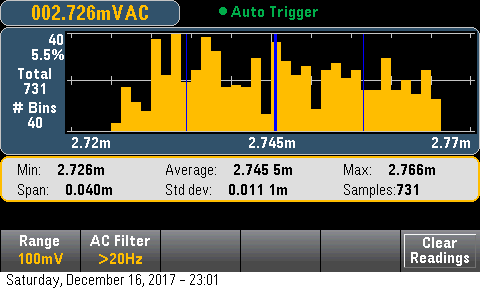 002.726mVAC
Auto Trigger
40
5.5%
Total
731
# Bins
40
2.72m 2.745m 2.77m
Min: 2.726m Average: 2.745 5m Max: 2.766m
Span: 0.040m Std dev: 0.011 1m Samples:731
Range AC Filter Clear
100mV >20Hz Readings
Saturday, December 16, 2017 - 23:01